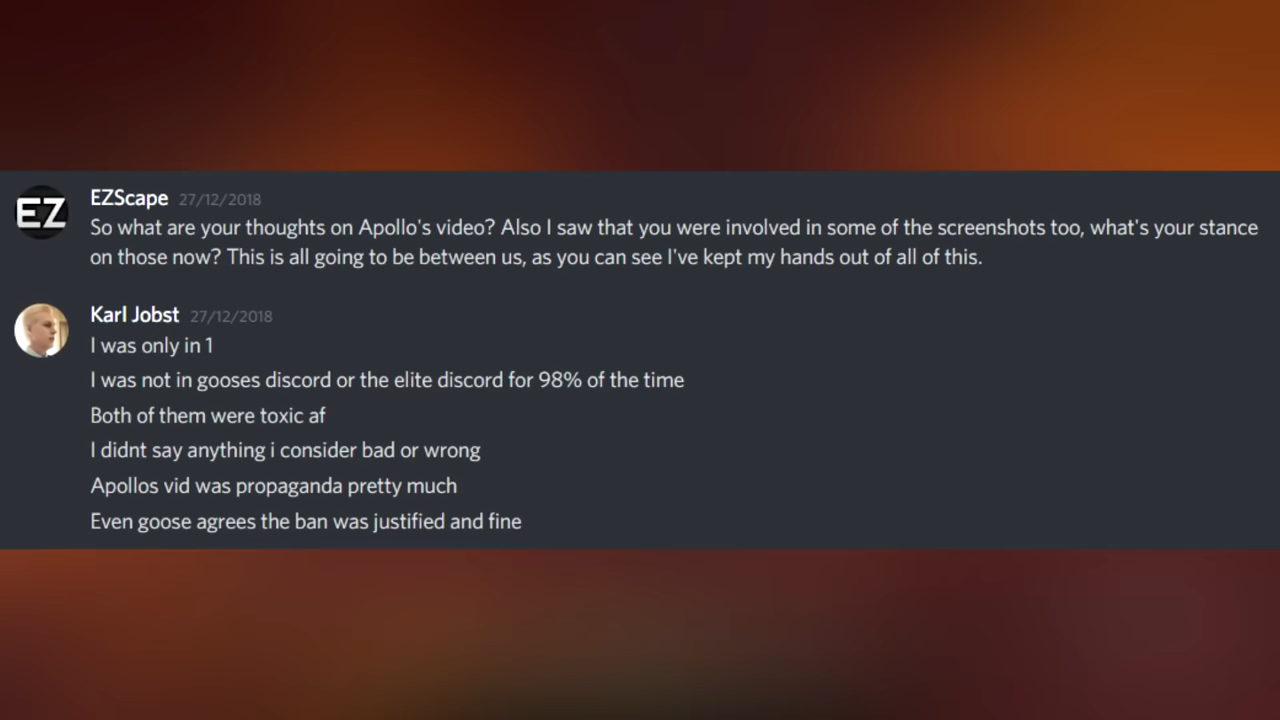 EZ
EZScape 27/12/2018
So what are your thoughts on Apollo's video? Also I saw that you were involved in some of the screenshots too, what's your stance
on those now? This is all going to be between us, as you can see I've kept my hands out of all of this.
Karl Jobst 27/12/2018
I was only in 1
I was not in gooses discord or the elite discord for 98% of the time
Both of them were toxic af
I didnt say anything i consider bad or wrong
Apollos vid was propaganda pretty much
Even goose agrees the ban was justified and fine